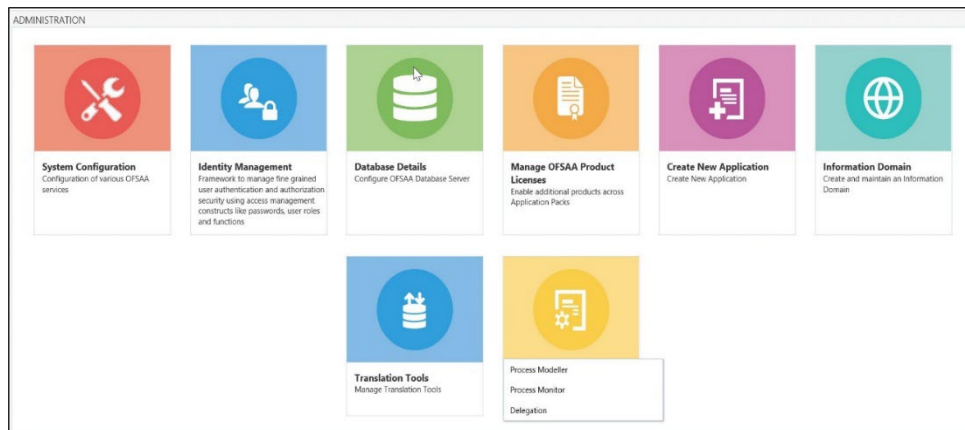 ADMINISTRATION
System Configuration
Configuration of various OFSAA
services
Identity Management
Framework to manage fine grained
user authentication and authorization
security using access management
constructs like passwords, user roles
and functions
Database Details
Configure OFSAA Database Server
Manage OFSAA Product
Licenses
Enable additional products across
Application Packs
Create New Application
Create New Application
Information Domain
Create and maintain an Information
Domain
Translation Tools
Manage Translation Tools
Process Modeller
Process Monitor
Delegation